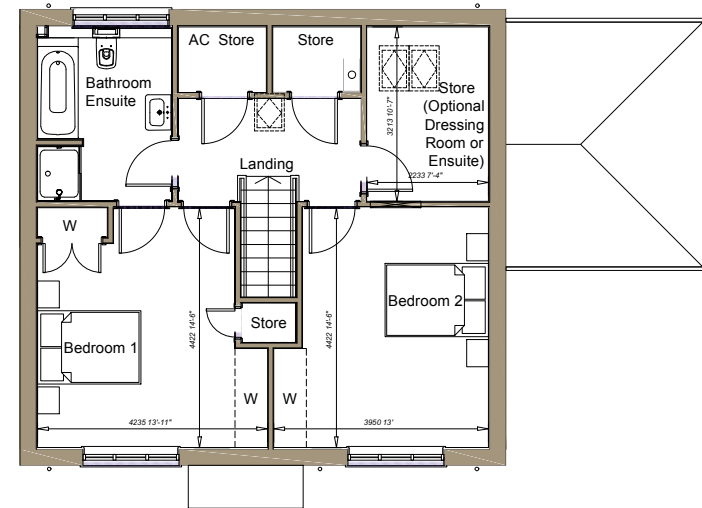 AC Store
Store
Bathroom
Ensuite
Store
(Optional
Dressing
Room or
Ensuite)
3213 10'-7"
2233 7'-4"
Landing
W
Bedroom 1
Store
Bedroom 2
4422 14'-6"
4422 14'-6"
W
W
4235 13'-11"
3950 13'